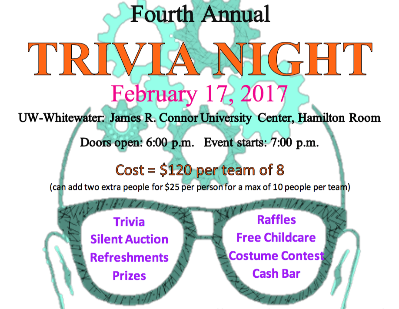 Fourth Annual
TRIVIA NIGHT
February 17, 2017
UW-Whitewater: James R. Connor University Center, Hamilton Room
Doors open: 6:00 p.m. Event starts: 7:00 p.m.
Cost = $120 per team of 8
(can add two extra people for $25 per person for a max of 10 people per team)
Trivia
Silent Auction
Refreshments
Prizes
Raffles
Free Childcare
Costume Contest
Cash Bar